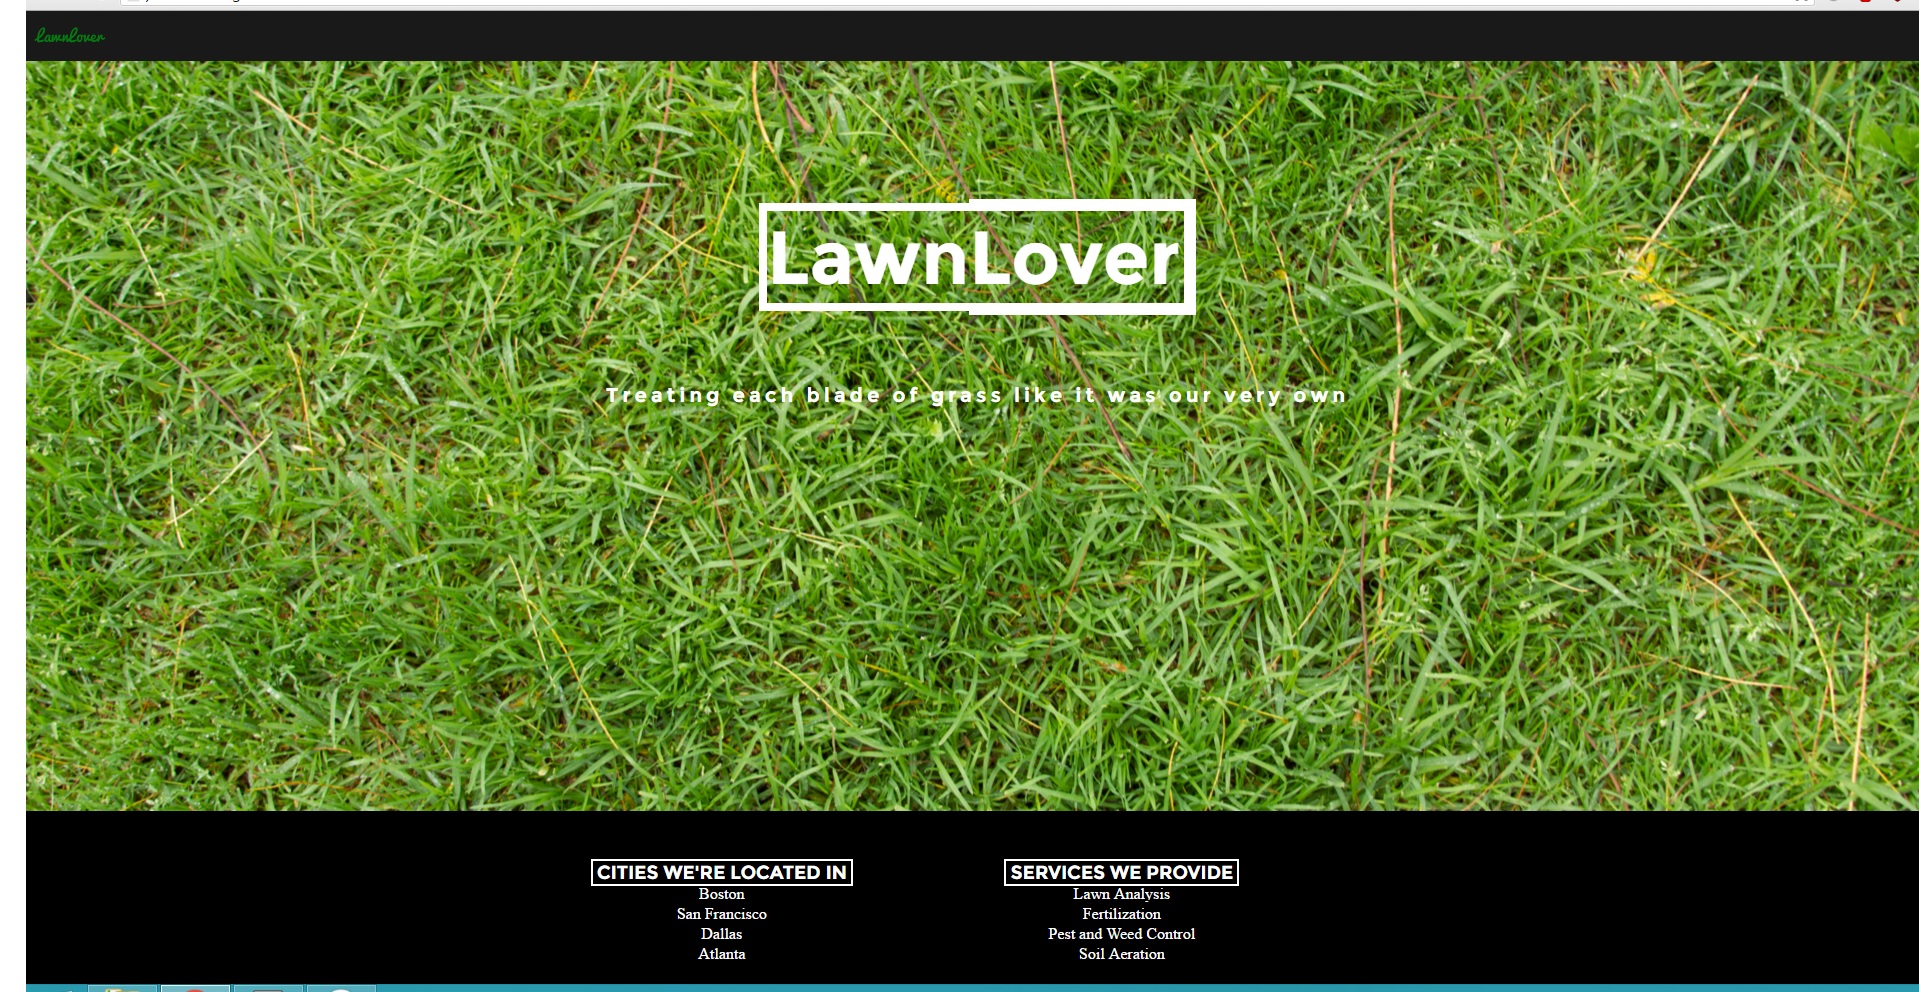 LawnLover
LawnLover
Treating each blade of grass like it was our very own
CITIES WE'RE LOCATED IN
Boston
San Francisco
Dallas
Atlanta
SERVICES WE PROVIDE
Lawn Analysis
Fertilization
Pest and Weed Control
Soil Aeration